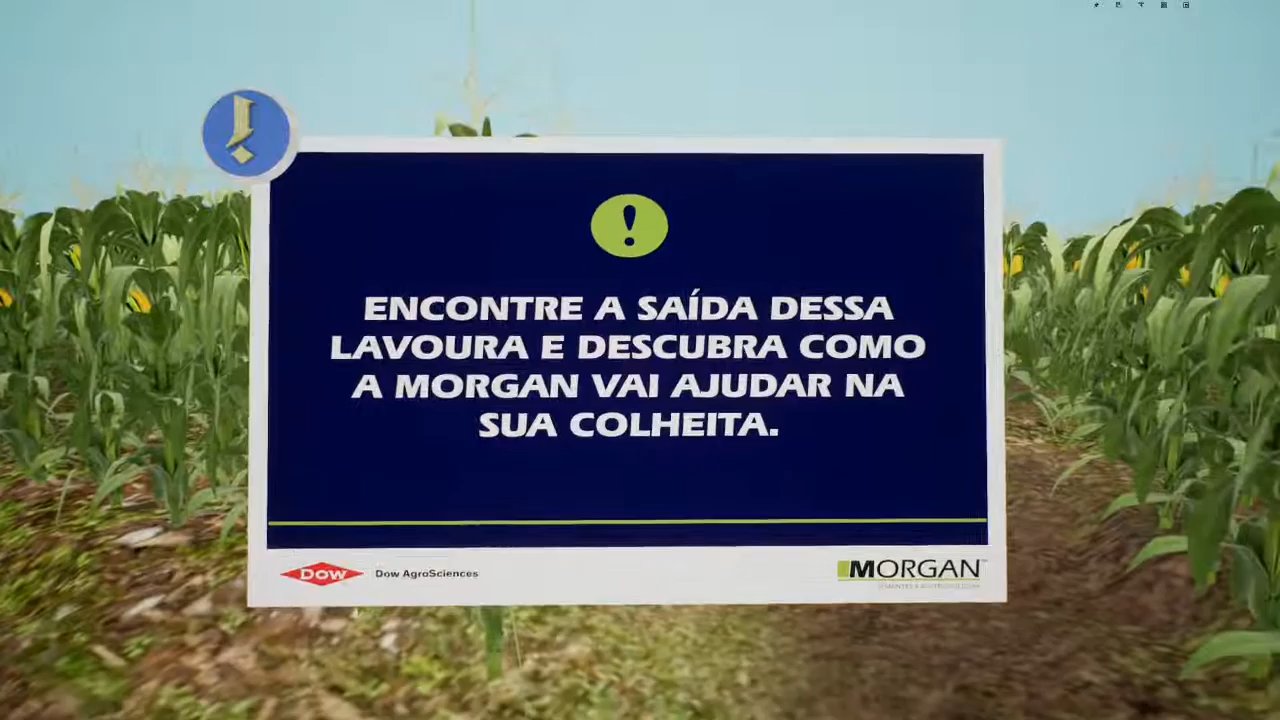 !
ENCONTRE A SAÍDA DESSA
LAVOURA E DESCUBRA COMO
A MORGAN VAI AJUDAR NA
SUA COLHEITA.
DOW
Dow AgroSciences
MORGAN